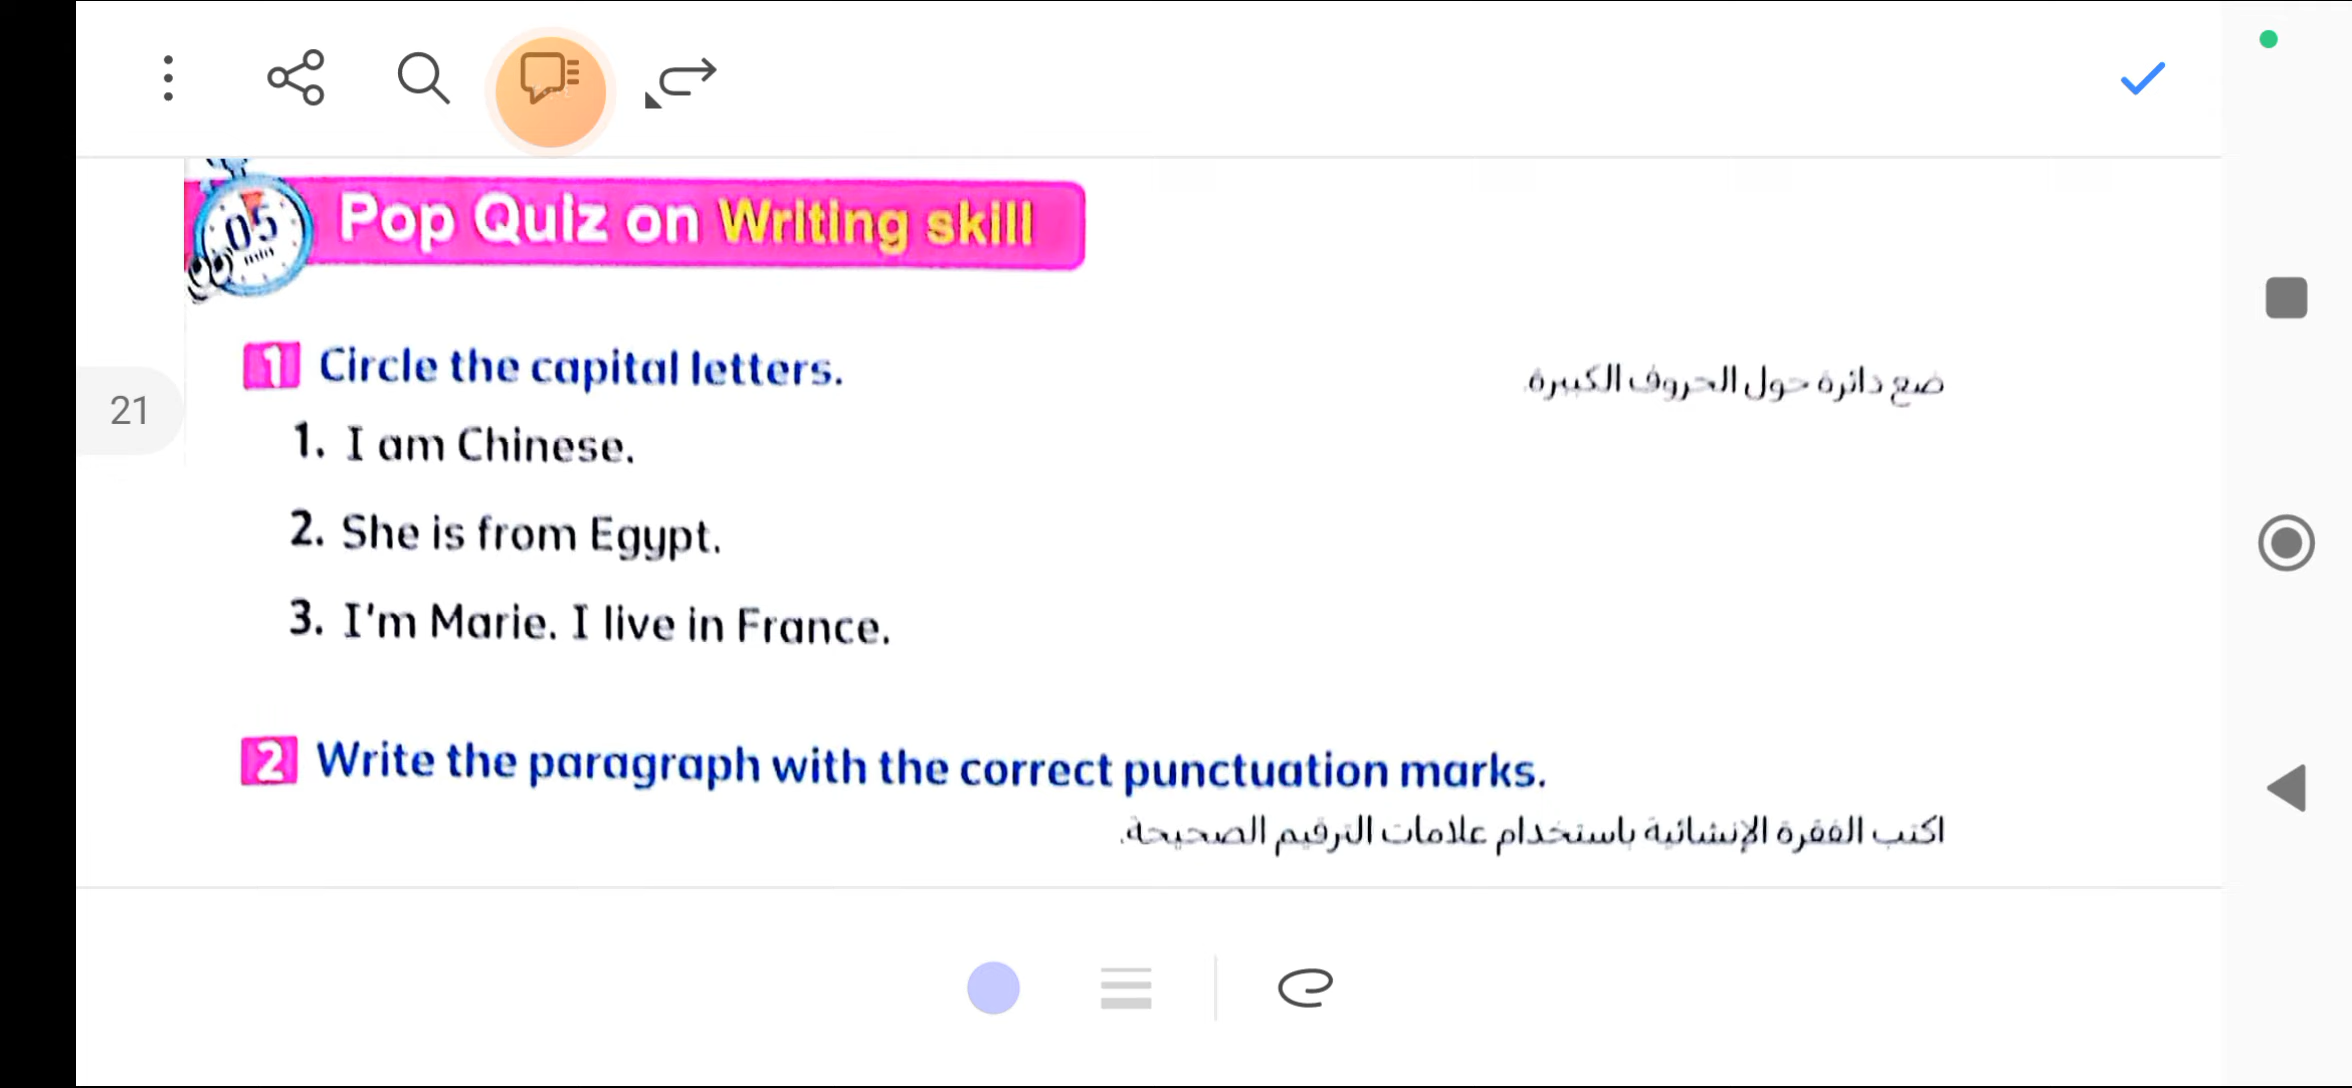 05
min
Pop Quiz on Writing skill
1 Circle the capital letters.
ضع دائرة حول الحروف الكبيرة.
1. I am Chinese.
21
2. She is from Egypt.
3. I'm Marie. I live in France.
2 Write the paragraph with the correct punctuation marks.
اكتب الفقرة الإنشائية باستخدام علامات الترقيم الصحيحة.